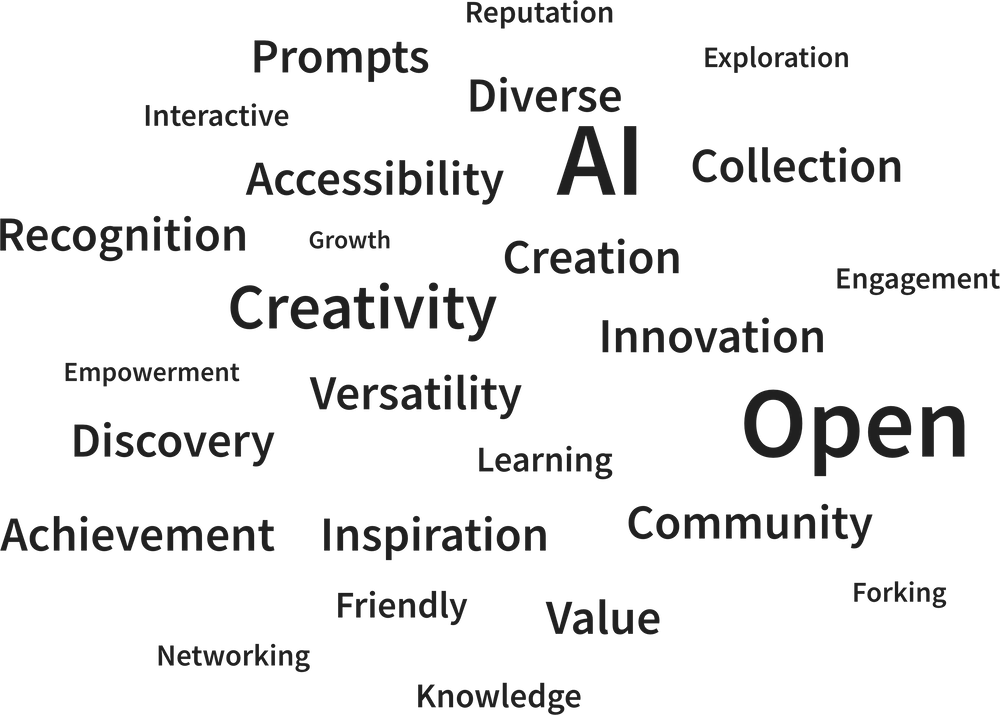 Reputation
Prompts
Exploration
Diverse
Interactive
AI
Collection
Accessibility
Recognition
Growth
Creation
Engagement
Creativity
Innovation
Empowerment
Versatility
Open
Discovery
Learning
Community
Achievement
Inspiration
Forking
Friendly
Value
Networking
Knowledge